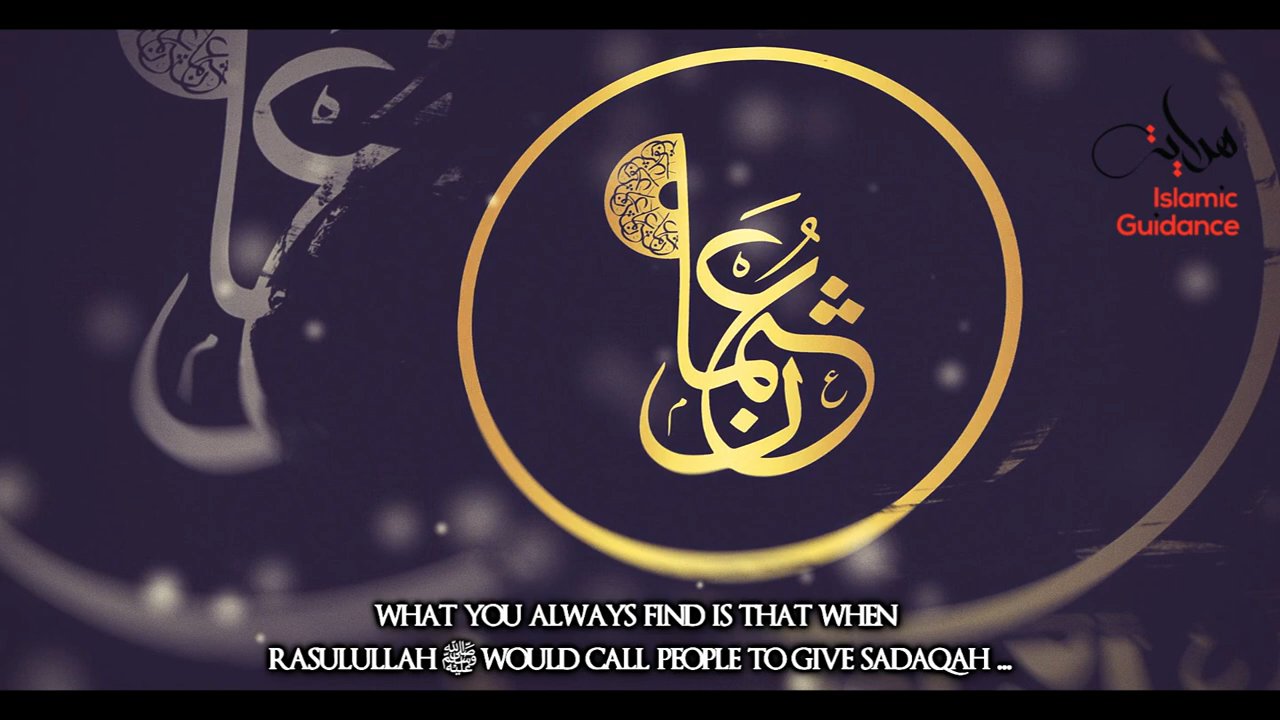 عُثمان
هداية
Islamic
Guidance
WHAT YOU ALWAYS FIND IS THAT WHEN
RASULULLAH ﷺ WOULD CALL PEOPLE TO GIVE SADAQAH ...